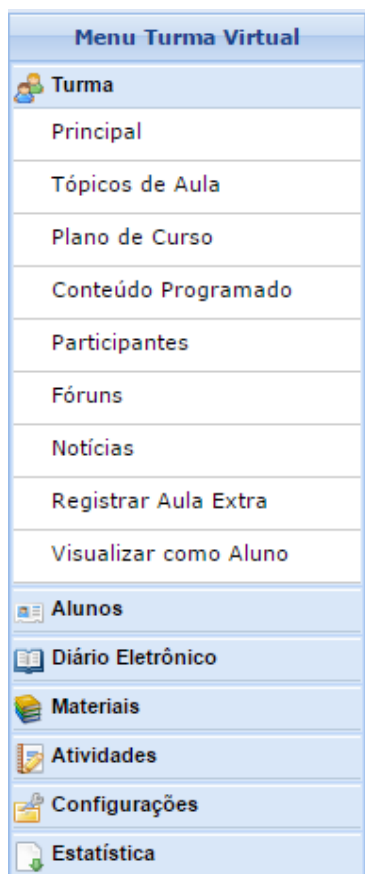 Menu Turma Virtual
Turma
Principal
Tópicos de Aula
Plano de Curso
Conteúdo Programado
Participantes
Fóruns
Notícias
Registrar Aula Extra
Visualizar como Aluno
Alunos
Diário Eletrônico
Materiais
Atividades
Configurações
Estatística